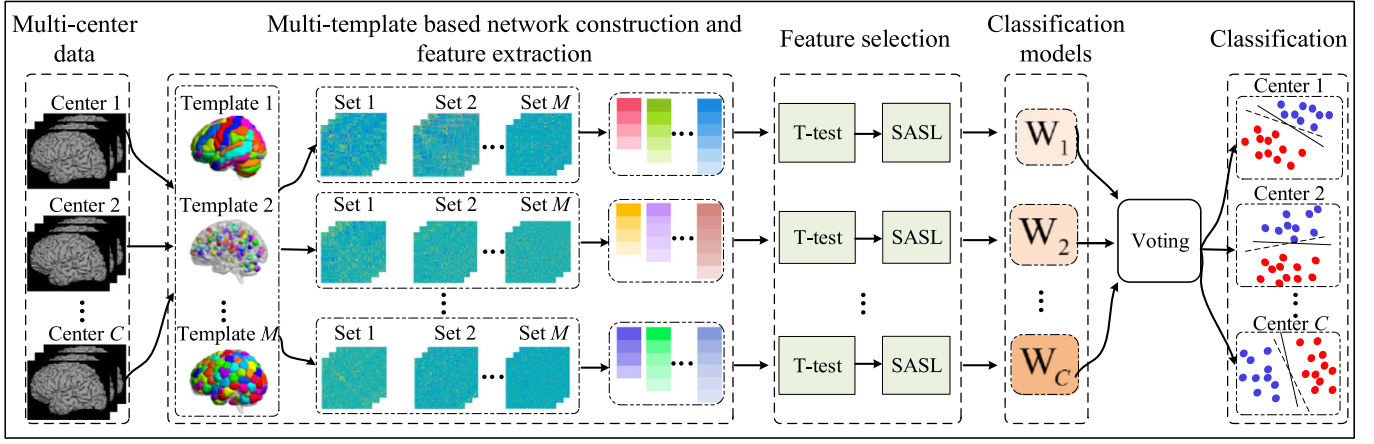 Multi-center
data
Multi-template based network construction and
feature extraction
Feature selection
Classification
models
Classification
Center 1
Center 2
Center C
Template 1
Template 2
Template M
Set 1
Set 2
Set M
Set 1
Set 2
Set M
Set 1
Set 2
Set M
T-test
SASL
T-test
SASL
T-test
SASL
W1
W2
WC
Voting
Center 1
Center 2
Center C